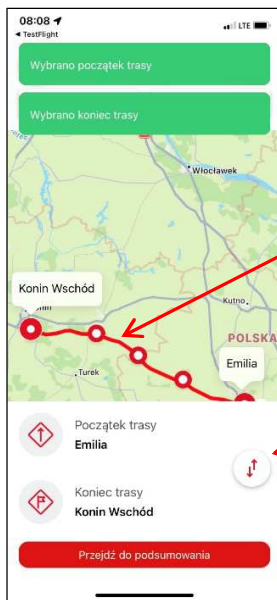 08:08
LTE
◄ TestFlight
Wybrano początek trasy
Wybrano koniec trasy
Włocławek
Konin Wschód
Kutno
POLSKA
Emilia
Turek
Początek trasy
Emilia
Koniec trasy
Konin Wschód
Przejdź do podsumowania